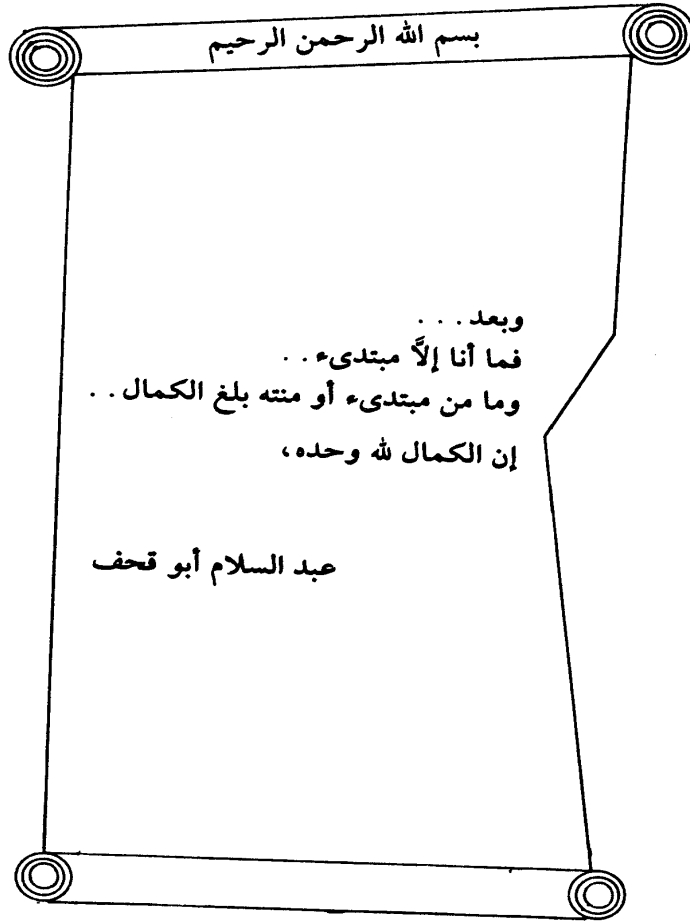 بسم الله الرحمن الرحيم
وبعد . . .
فما أنا إلاَّ مبتدىء . .
وما من مبتدىء أو منته بلغ الكمال . .
إن الكمال لله وحده،
عبد السلام أبو قحف